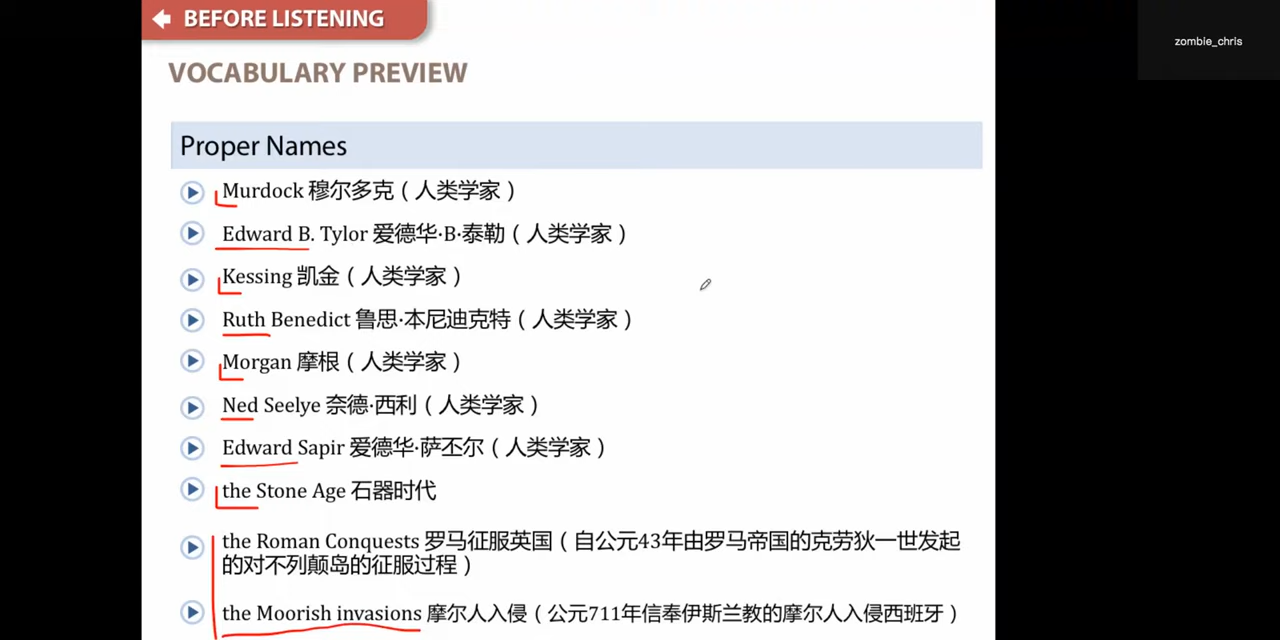 BEFORE LISTENING
zombie_chris
VOCABULARY PREVIEW
Proper Names
Murdock 穆尔多克（人类学家）
Edward B. Tylor 爱德华·B·泰勒（人类学家）
Kessing 凯金（人类学家）
Ruth Benedict 鲁思·本尼迪克特（人类学家）
Morgan 摩根（人类学家）
Ned Seelye 奈德·西利（人类学家）
Edward Sapir 爱德华·萨丕尔（人类学家）
the Stone Age 石器时代
the Roman Conquests 罗马征服英国（自公元43年由罗马帝国的克劳狄一世发起
的对不列颠岛的征服过程）
the Moorish invasions 摩尔人入侵（公元711年信奉伊斯兰教的摩尔人入侵西班牙）